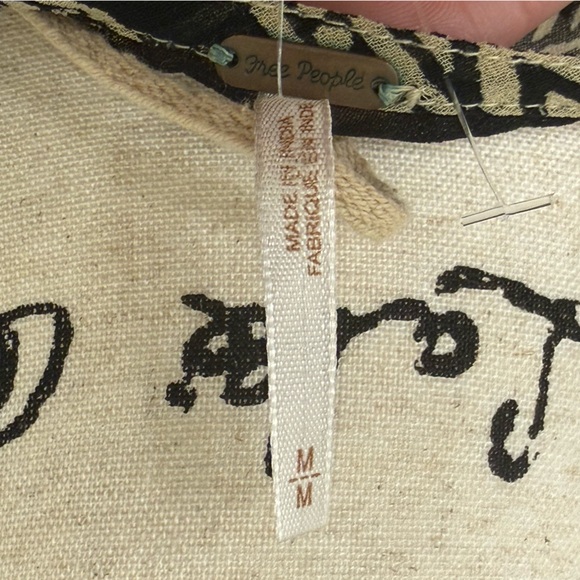 Free People
MADE IN INDIA
FABRIQUÉ EN INDE
M
M